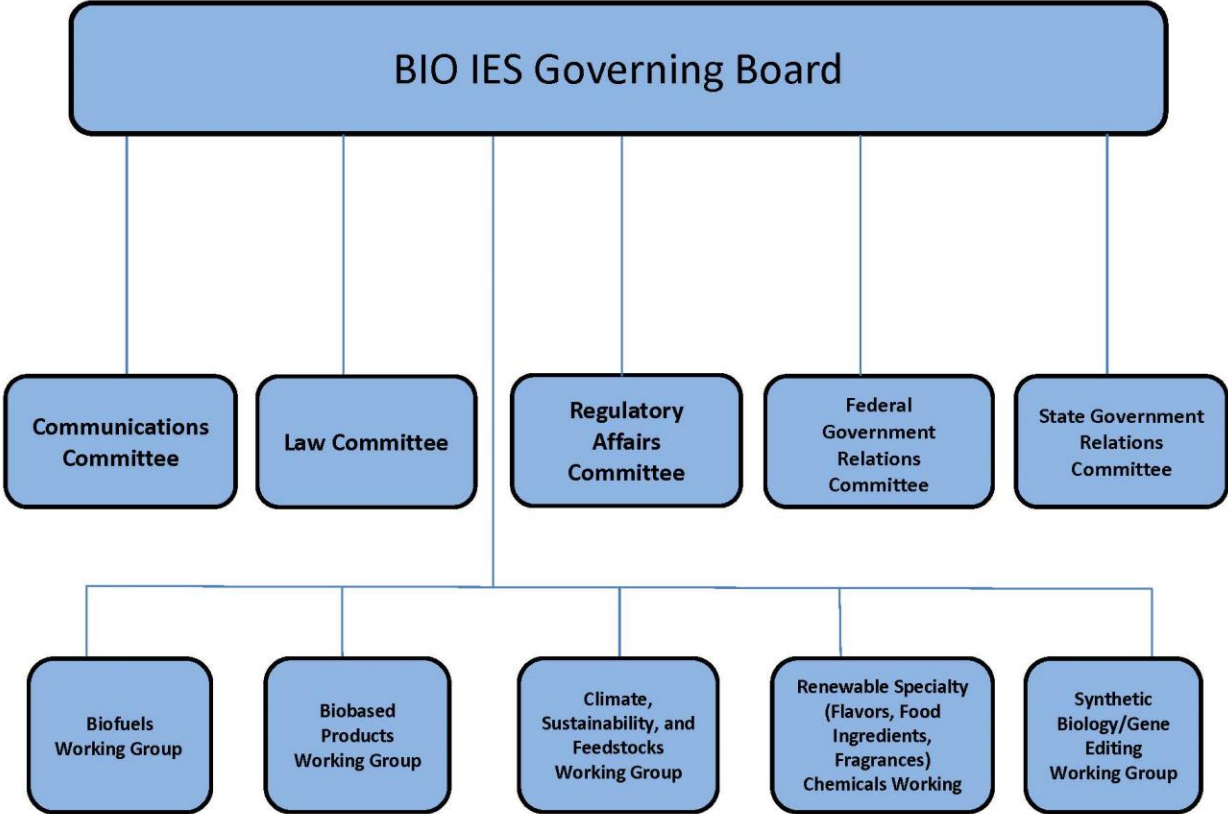 BIO IES Governing Board
Communications
Committee
Law Committee
Regulatory
Affairs
Committee
Federal
Government
Relations
Committee
State Government
Relations
Committee
Biofuels
Working Group
Biobased
Products
Working Group
Climate,
Sustainability, and
Feedstocks
Working Group
Renewable Specialty
(Flavors, Food
Ingredients,
Fragrances)
Chemicals Working
Synthetic
Biology/Gene
Editing
Working Group